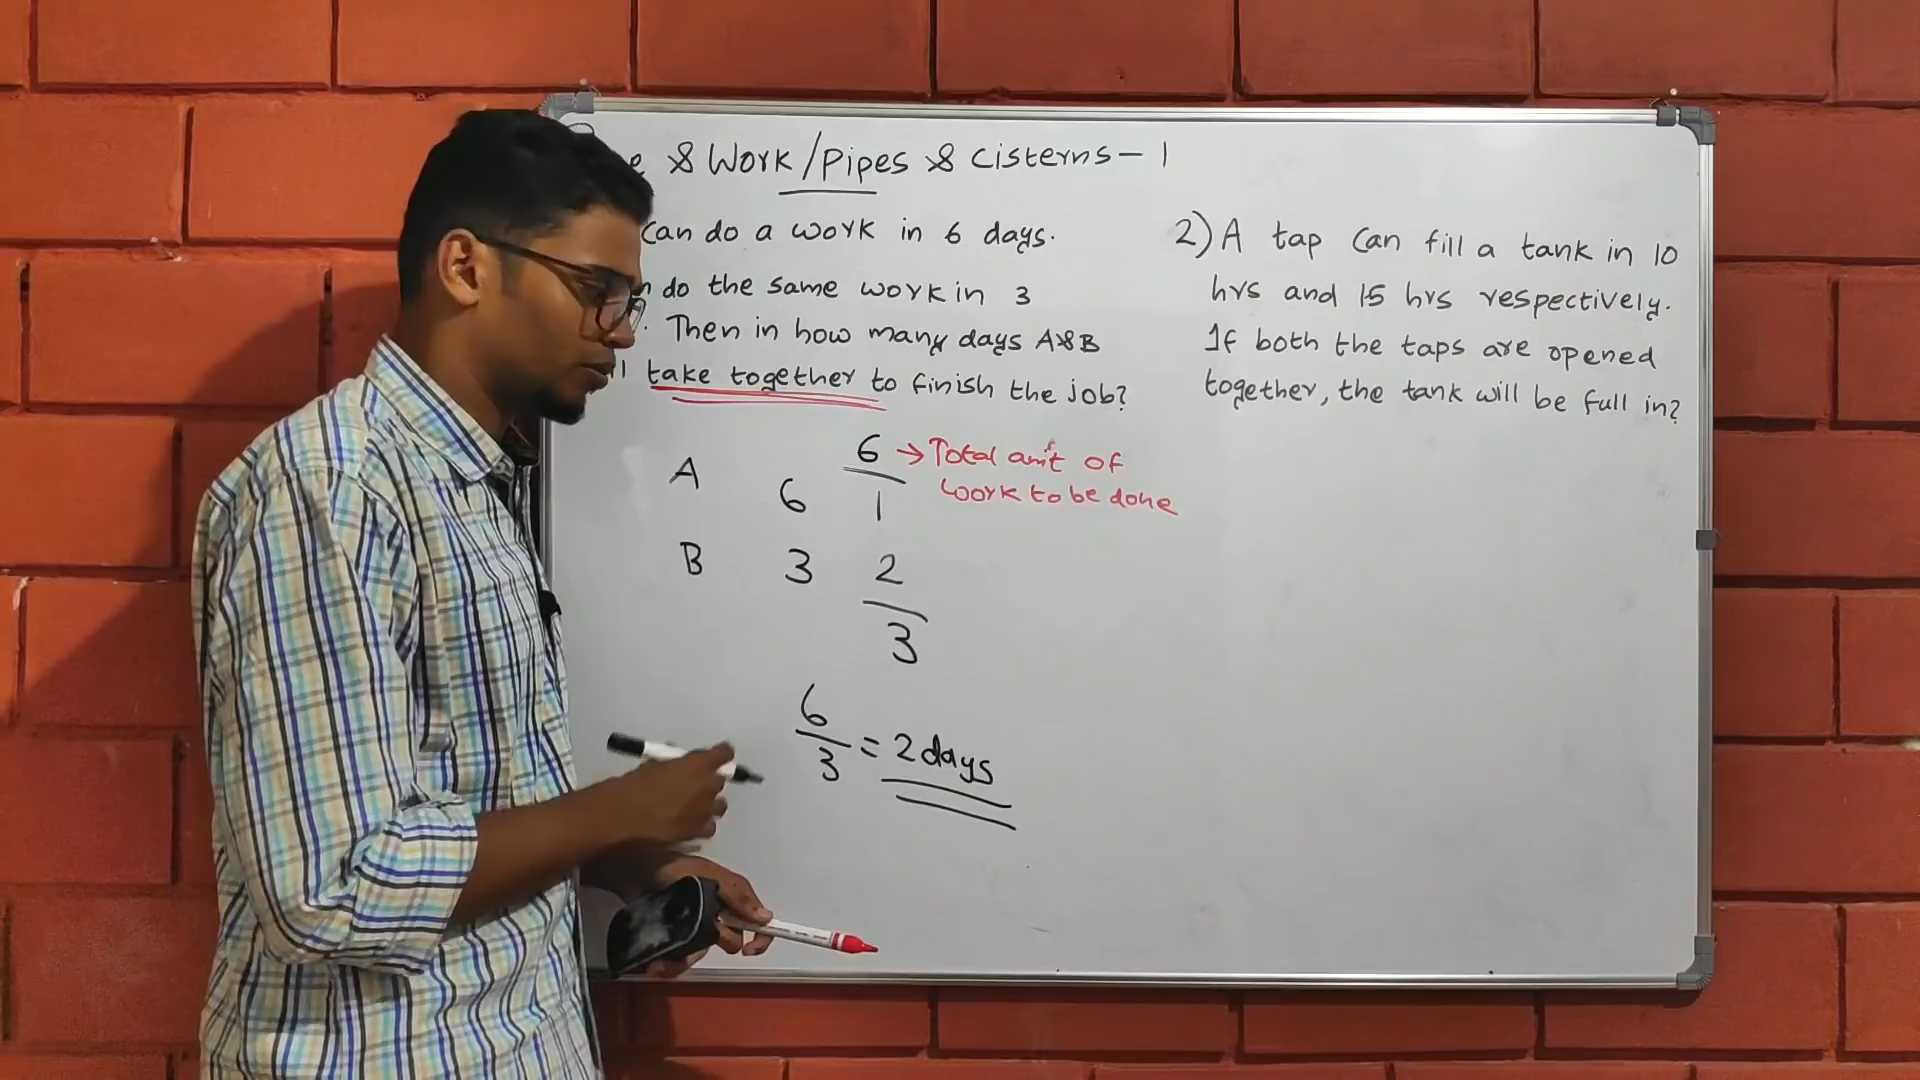 & Work/Pipes & Cisterns - 1
can do a work in 6 days.
do the same work in 3
. Then in how many days A&B
take together to finish the job?
A 6 6 → Total amt of
1 work to be done
B 3 2
3
6
3 = 2 days
2) A tap can fill a tank in 10
hrs and 15 hrs respectively.
If both the taps are opened
together, the tank will be full in?